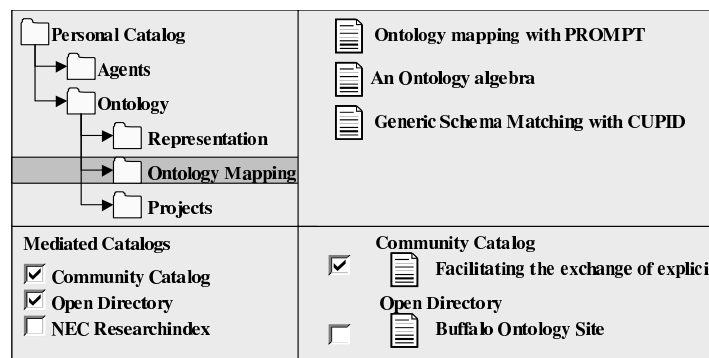 Personal Catalog
Agents
Ontology
Representation
Ontology Mapping
Projects
Ontology mapping with PROMPT
An Ontology algebra
Generic Schema Matching with CUPID
Mediated Catalogs
Community Catalog
Open Directory
NEC Researchindex
Community Catalog
Facilitating the exchange of explici
Open Directory
Buffalo Ontology Site